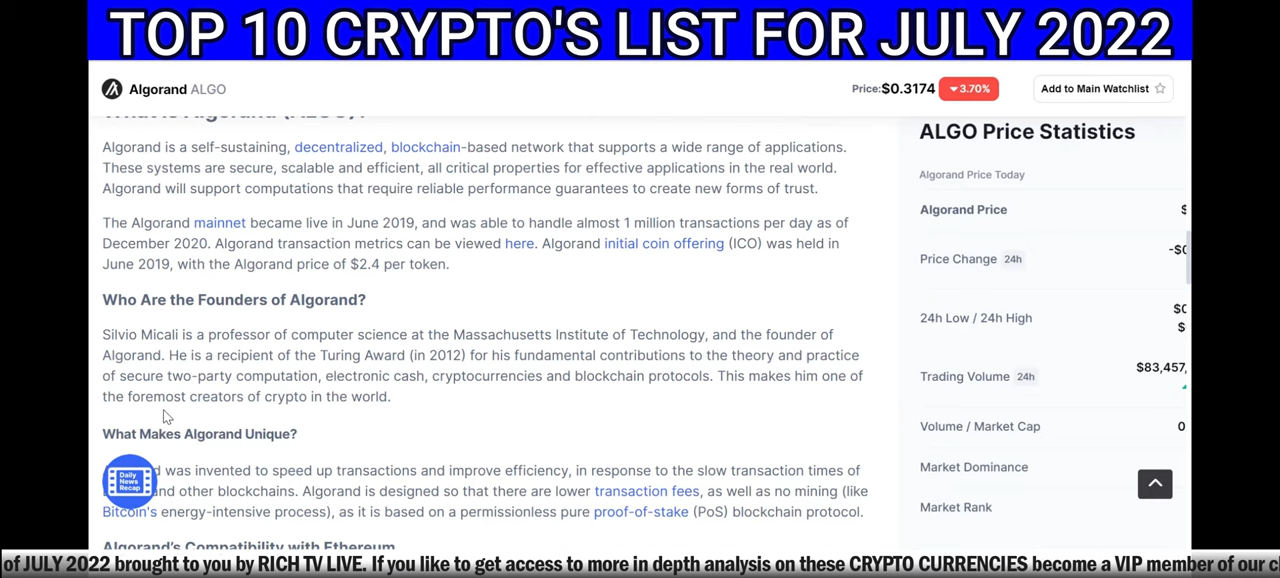 TOP 10 CRYPTO'S LIST FOR JULY 2022
Algorand ALGO
Price:$0.3174 3.70%
Add to Main Watchlist
Algorand is a self-sustaining, decentralized, blockchain-based network that supports a wide range of applications.
These systems are secure, scalable and efficient, all critical properties for effective applications in the real world.
Algorand will support computations that require reliable performance guarantees to create new forms of trust.
The Algorand mainnet became live in June 2019, and was able to handle almost 1 million transactions per day as of
December 2020. Algorand transaction metrics can be viewed here. Algorand initial coin offering (ICO) was held in
June 2019, with the Algorand price of $2.4 per token.
Who Are the Founders of Algorand?
Silvio Micali is a professor of computer science at the Massachusetts Institute of Technology, and the founder of
Algorand. He is a recipient of the Turing Award (in 2012) for his fundamental contributions to the theory and practice
of secure two-party computation, electronic cash, cryptocurrencies and blockchain protocols. This makes him one of
the foremost creators of crypto in the world.
What Makes Algorand Unique?
was invented to speed up transactions and improve efficiency, in response to the slow transaction times of
and other blockchains. Algorand is designed so that there are lower transaction fees, as well as no mining (like
Bitcoin's energy-intensive process), as it is based on a permissionless pure proof-of-stake (PoS) blockchain protocol.
Algorand's Compatibility with Ethereum
Daily
News
Recap
ALGO Price Statistics
Algorand Price Today
Algorand Price
$
Price Change 24h
-$0
24h Low / 24h High
$0
$
Trading Volume 24h
$83,457,
Volume / Market Cap
0
Market Dominance
Market Rank
of JULY 2022 brought to you by RICH TV LIVE. If you like to get access to more in depth analysis on these CRYPTO CURRENCIES become a VIP member of our